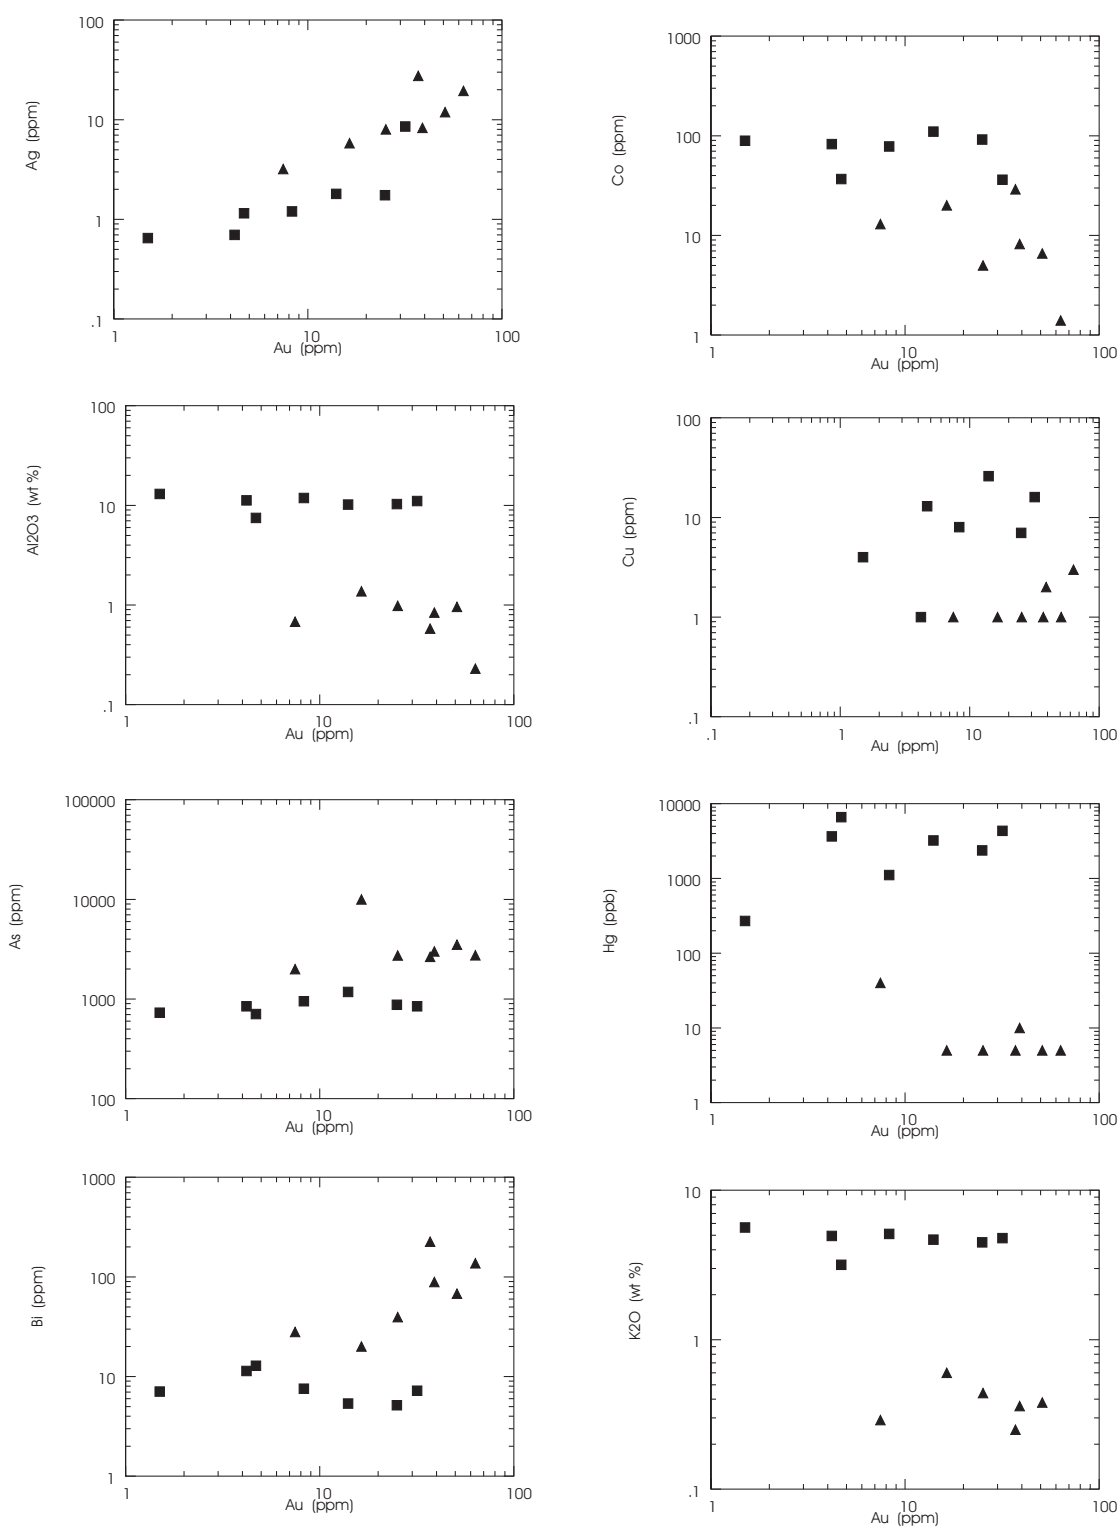 100
10
1
.1
Ag (ppm)
1 10 100
Au (ppm)
1000
100
10
1
Co (ppm)
1 10 100
Au (ppm)
100
10
1
.1
Al2O3 (wt %)
1 10 100
Au (ppm)
100
10
1
.1
Cu (ppm)
.1 1 10 100
Au (ppm)
100000
10000
1000
100
As (ppm)
1 10 100
Au (ppm)
10000
1000
100
10
1
Hg (ppb)
1 10 100
Au (ppm)
1000
100
10
1
Bi (ppm)
1 10 100
Au (ppm)
10
1
.1
K2O (wt %)
1 10 100
Au (ppm)